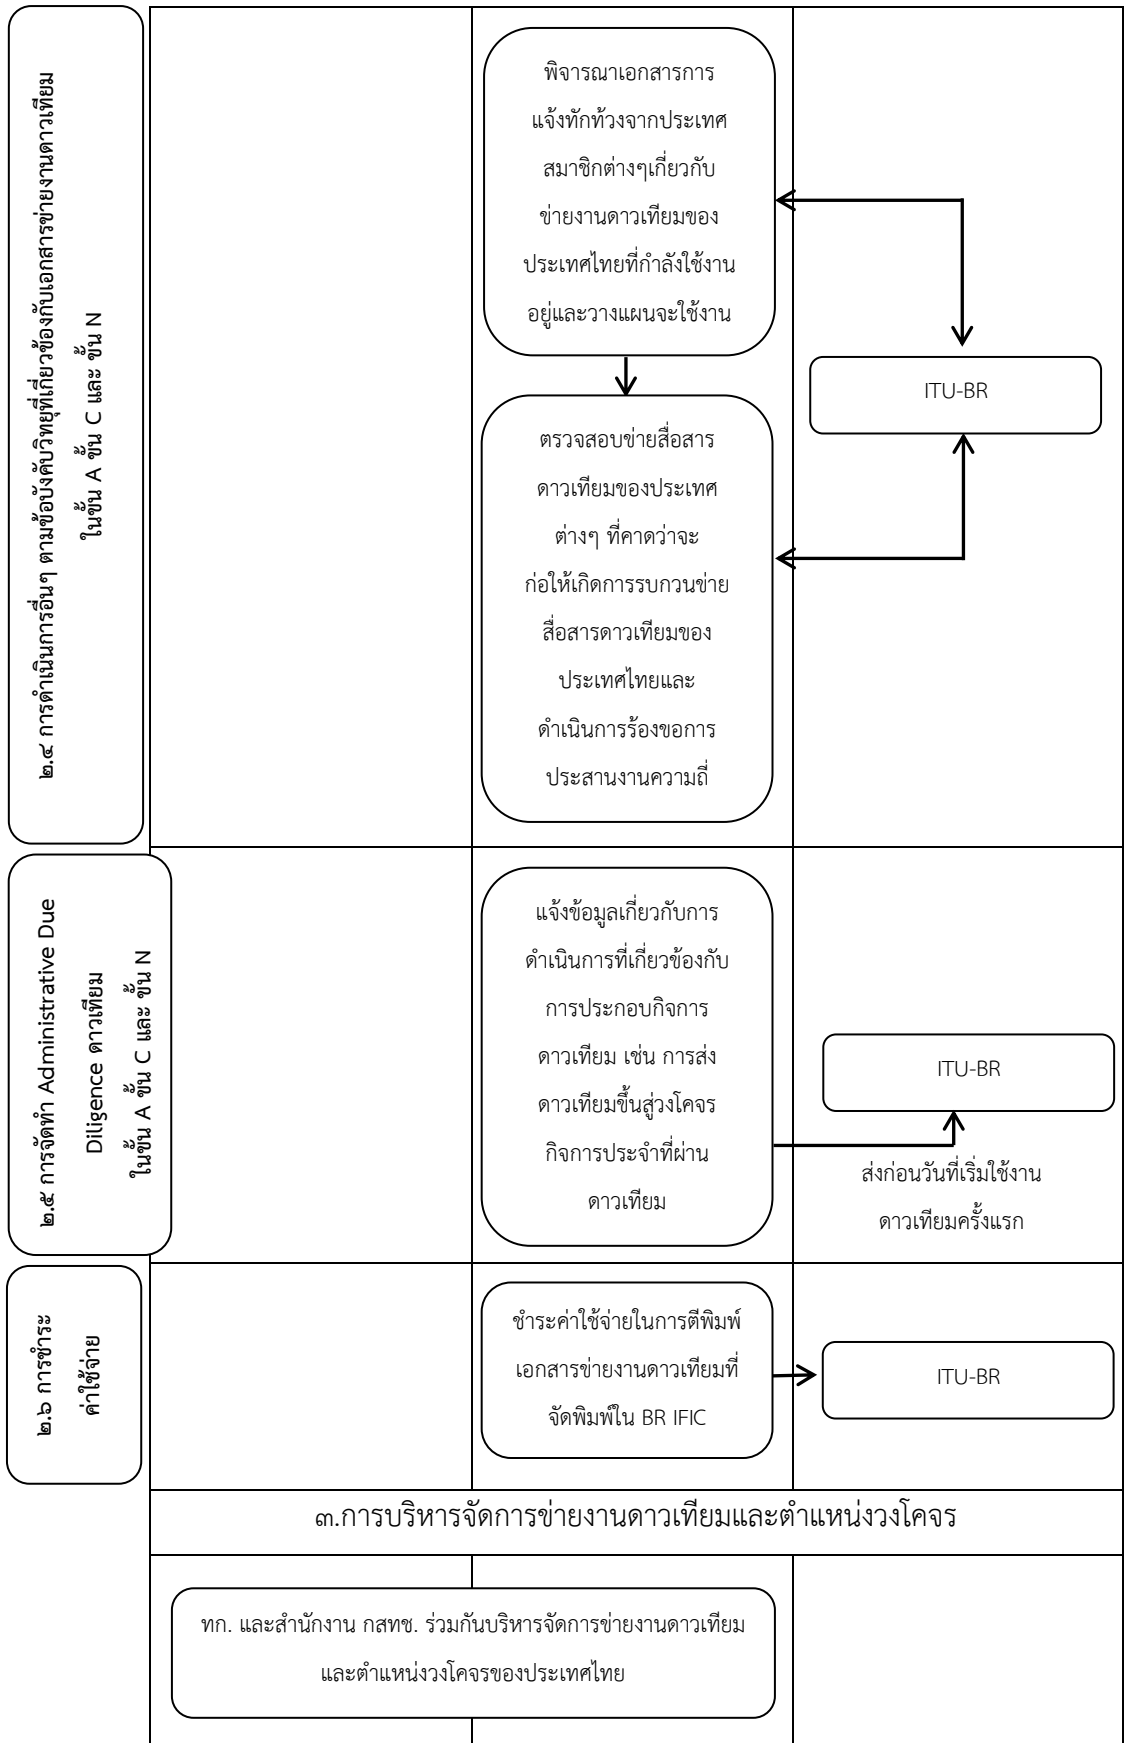 ๒.๔ การดำเนินการอื่นๆ ตามข้อบังคับวิทยุที่เกี่ยวข้องกับเอกสารข่ายงานดาวเทียม
ในขั้น A ขั้น C และ ขั้น N
พิจารณาเอกสารการ
แจ้งทักท้วงจากประเทศ
สมาชิกต่างๆเกี่ยวกับ
ข่ายงานดาวเทียมของ
ประเทศไทยที่กำลังใช้งาน
อยู่และวางแผนจะใช้งาน
ITU-BR
ตรวจสอบข่ายสื่อสาร
ดาวเทียมของประเทศ
ต่างๆ ที่คาดว่าจะ
ก่อให้เกิดการรบกวนข่าย
สื่อสารดาวเทียมของ
ประเทศไทยและ
ดำเนินการร้องขอการ
ประสานงานความถี่
๒.๕ การจัดทำ Administrative Due
Diligence ดาวเทียม
ในขั้น A ขั้น C และ ขั้น N
แจ้งข้อมูลเกี่ยวกับการ
ดำเนินการที่เกี่ยวข้องกับ
การประกอบกิจการ
ดาวเทียม เช่น การส่ง
ดาวเทียมขึ้นสู่วงโคจร
กิจการประจำที่ผ่าน
ดาวเทียม
ITU-BR
ส่งก่อนวันที่เริ่มใช้งาน
ดาวเทียมครั้งแรก
๒.๖ การชำระ
ค่าใช้จ่าย
ชำระค่าใช้จ่ายในการตีพิมพ์
เอกสารข่ายงานดาวเทียมที่
จัดพิมพ์ใน BR IFIC
ITU-BR
๓.การบริหารจัดการข่ายงานดาวเทียมและตำแหน่งวงโคจร
ทก. และสำนักงาน กสทช. ร่วมกันบริหารจัดการข่ายงานดาวเทียม
และตำแหน่งวงโคจรของประเทศไทย